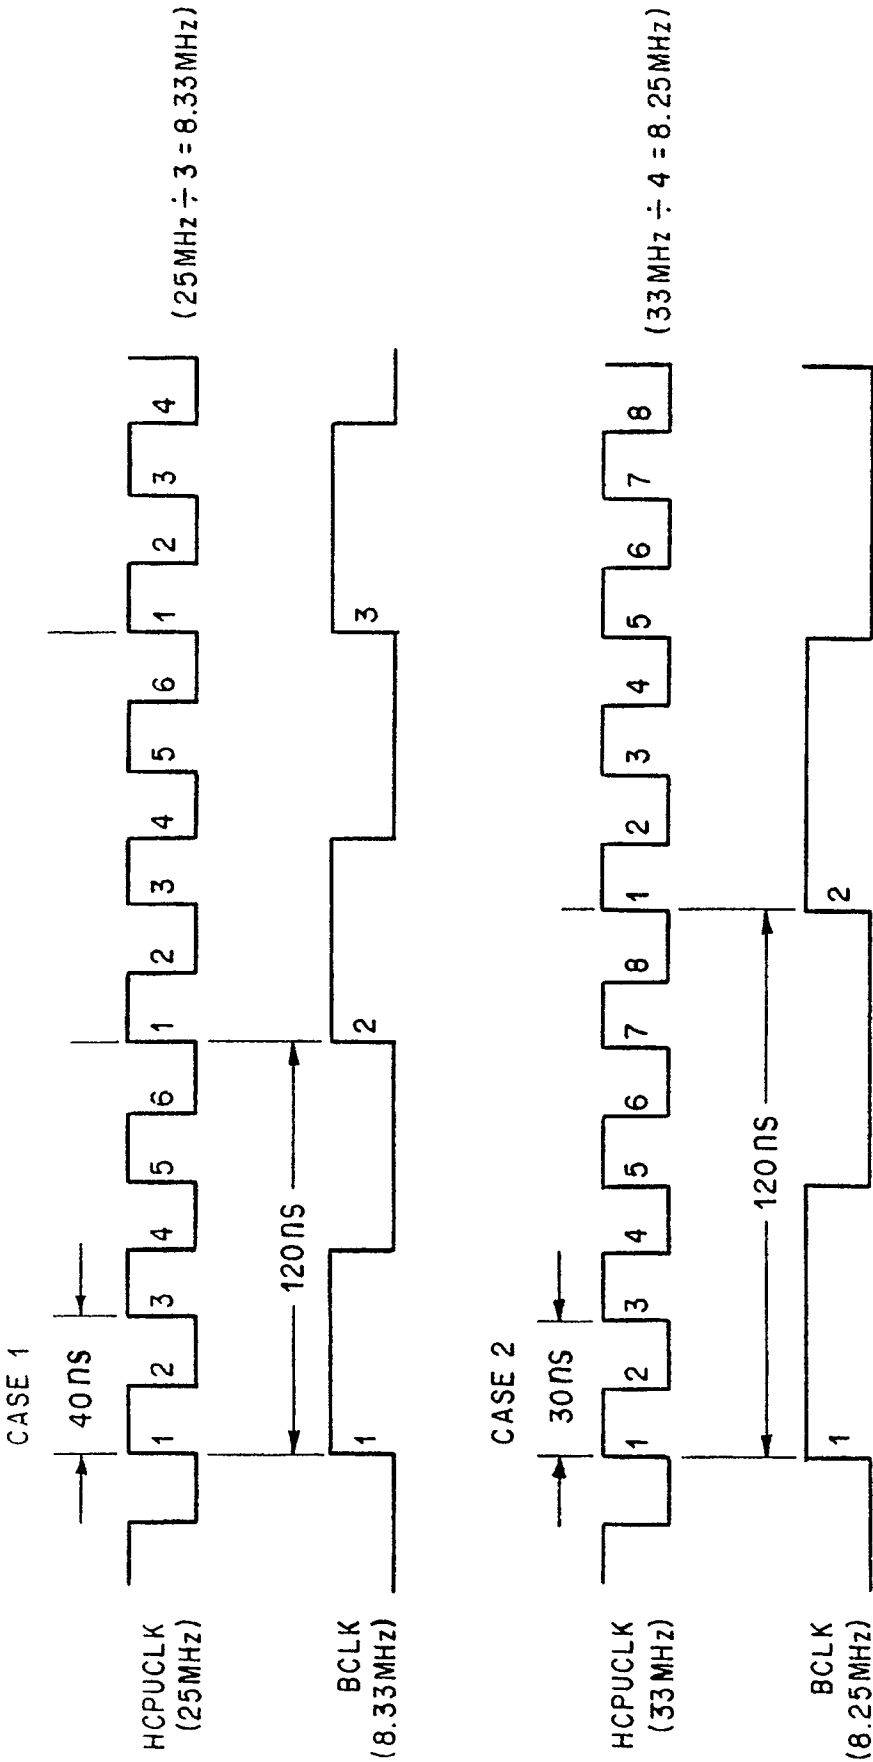 CASE 1
40ns
HCPUCLK
(25MHz)
1 2 3 4 5 6 1 2 3 4 5 6 1 2 3 4
(25MHz ÷ 3 = 8.33MHz)
120ns
BCLK
(8.33MHz)
1 2 3
CASE 2
30ns
HCPUCLK
(33MHz)
1 2 3 4 5 6 7 8 1 2 3 4 5 6 7 8
(33MHz ÷ 4 = 8.25MHz)
120ns
BCLK
(8.25MHz)
1 2